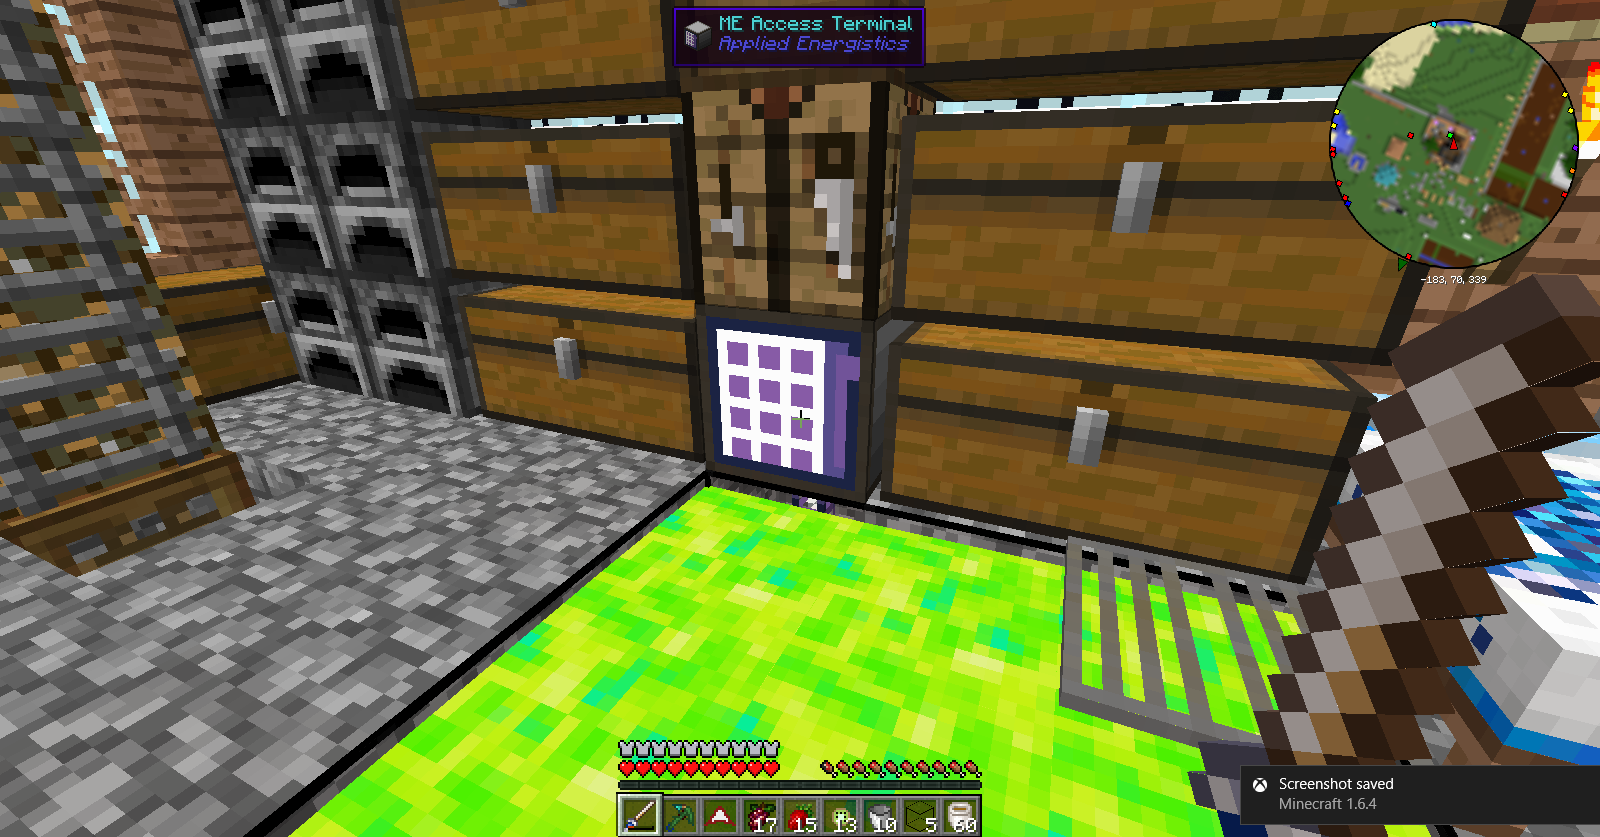 ME Access Terminal
Applied Energistics
-183, 70, 339
17
15
13
10
5
60
Screenshot saved
Minecraft 1.6.4